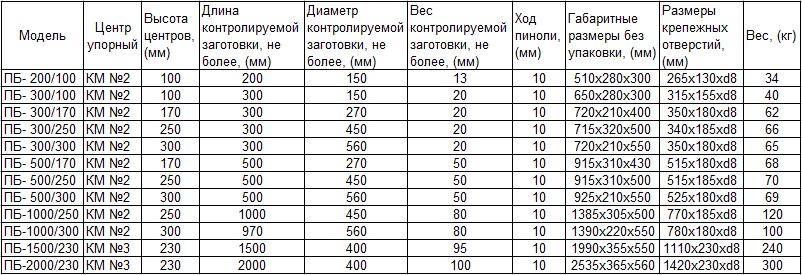 Модель | Центр упорный | Высота центров, (мм) | Длина контролируемой заготовки, не более, (мм) | Диаметр контролируемой заготовки, не более, (мм) | Вес контролируемой заготовки, не более, (мм) | Ход пиноли, (мм) | Габаритные размеры без упаковки, (мм) | Размеры крепежных отверстий, (мм) | Вес, (кг)
ПБ- 200/100 | КМ №2 | 100 | 200 | 150 | 13 | 10 | 510x280x300 | 265x130xd8 | 34
ПБ- 300/100 | КМ №2 | 100 | 300 | 150 | 20 | 10 | 650x280x300 | 315x155xd8 | 40
ПБ- 300/170 | КМ №2 | 170 | 300 | 270 | 20 | 10 | 720x210x400 | 350x180xd8 | 62
ПБ- 300/250 | КМ №2 | 250 | 300 | 450 | 20 | 10 | 715x320x500 | 340x185xd8 | 66
ПБ- 300/300 | КМ №2 | 300 | 300 | 560 | 20 | 10 | 720x210x550 | 350x180xd8 | 65
ПБ- 500/170 | КМ №2 | 170 | 500 | 270 | 50 | 10 | 915x310x430 | 515x185xd8 | 68
ПБ- 500/250 | КМ №2 | 250 | 500 | 450 | 50 | 10 | 915x310x500 | 515x185xd8 | 70
ПБ- 500/300 | КМ №2 | 300 | 500 | 560 | 50 | 10 | 925x210x550 | 525x180xd8 | 69
ПБ-1000/250 | КМ №2 | 250 | 1000 | 450 | 80 | 10 | 1385x305x500 | 770x185xd8 | 120
ПБ-1000/300 | КМ №2 | 300 | 970 | 560 | 80 | 10 | 1390x220x550 | 780x180xd8 | 100
ПБ-1500/230 | КМ №3 | 230 | 1500 | 400 | 95 | 10 | 1990x355x550 | 1110x230xd8 | 240
ПБ-2000/230 | КМ №3 | 230 | 2000 | 400 | 100 | 10 | 2535x365x560 | 1420x230xd8 | 300